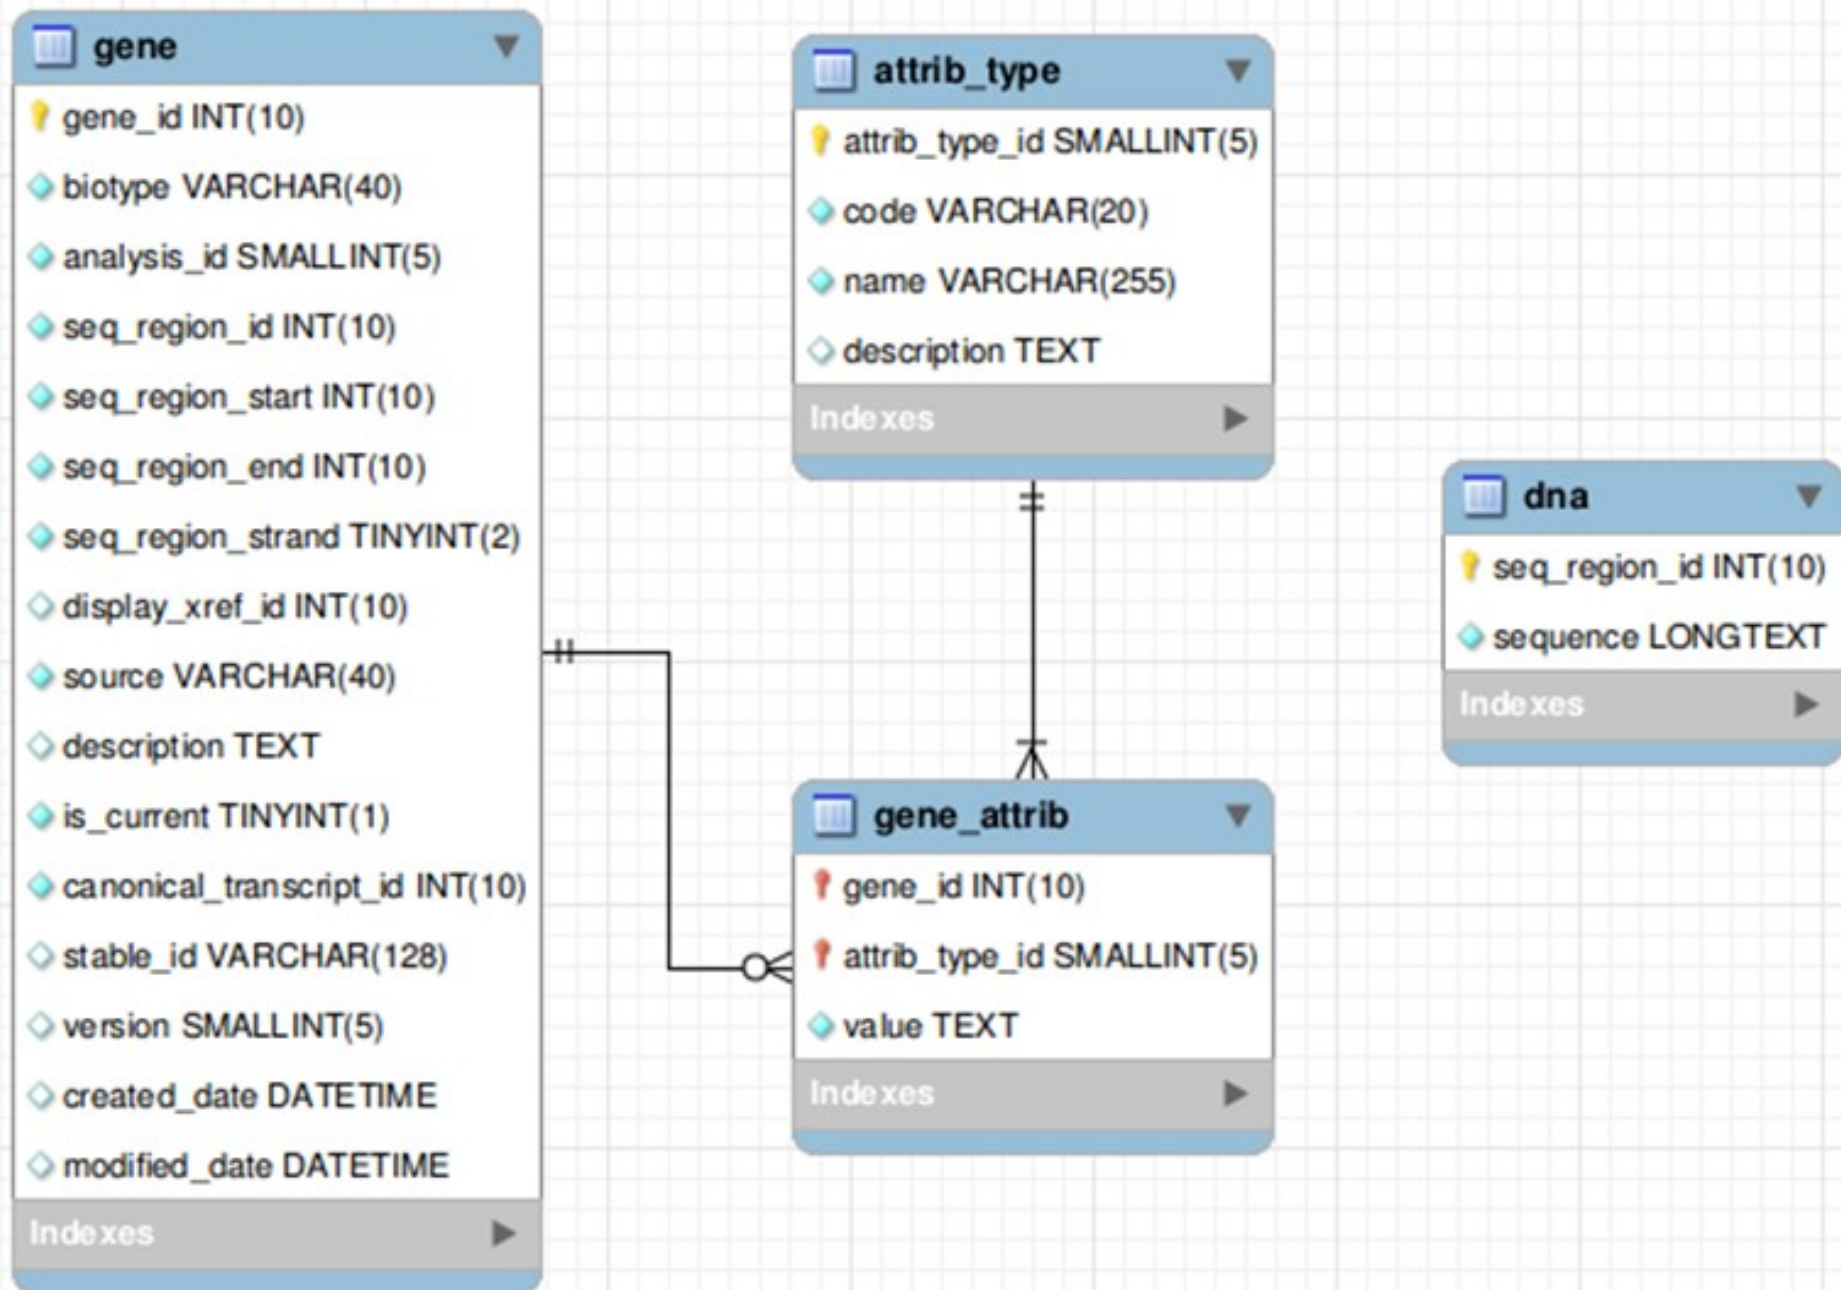 gene
gene_id INT(10)
biotype VARCHAR(40)
analysis_id SMALLINT(5)
seq_region_id INT(10)
seq_region_start INT(10)
seq_region_end INT(10)
seq_region_strand TINYINT(2)
display_xref_id INT(10)
source VARCHAR(40)
description TEXT
is_current TINYINT(1)
canonical_transcript_id INT(10)
stable_id VARCHAR(128)
version SMALLINT(5)
created_date DATETIME
modified_date DATETIME
Indexes
attrib_type
attrib_type_id SMALLINT(5)
code VARCHAR(20)
name VARCHAR(255)
description TEXT
Indexes
gene_attrib
gene_id INT(10)
attrib_type_id SMALLINT(5)
value TEXT
Indexes
dna
seq_region_id INT(10)
sequence LONGTEXT
Indexes